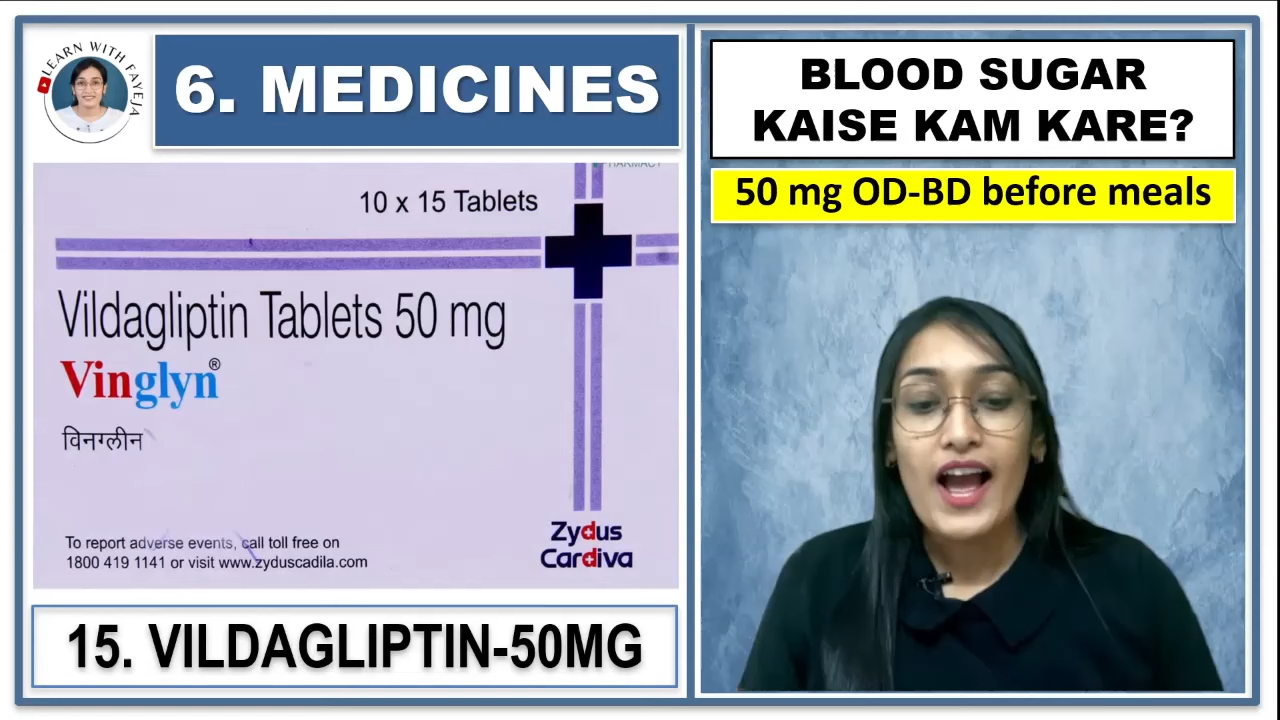 LEARN WITH FAYEJA
6. MEDICINES
PHARMACY
10 x 15 Tablets
Vildagliptin Tablets 50 mg
Vinglyn®
विनग्लीन
To report adverse events, call toll free on
1800 419 1141 or visit www.zyduscadila.com
Zydus
Cardiva
15. VILDAGLIPTIN-50MG
BLOOD SUGAR
KAISE KAM KARE?
50 mg OD-BD before meals